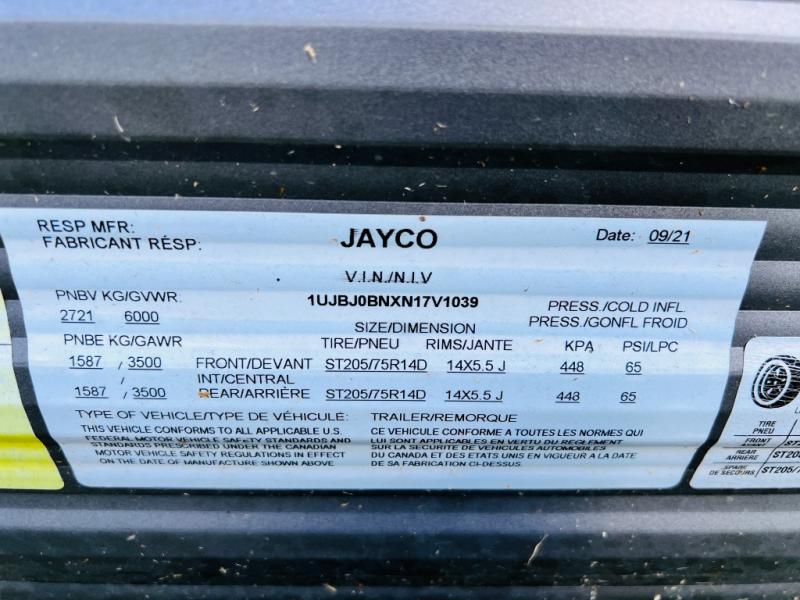 RESP MFR:
FABRICANT RÉSP:
JAYCO
Date: 09/21
V.I.N./N.I.V
1UJBJ0BNXN17V1039
PNBV KG/GVWR
2721 6000
PRESS./COLD INFL.
PRESS./GONFL FROID
SIZE/DIMENSION
PNBE KG/GAWR
TIRE/PNEU RIMS/JANTE KPA PSI/LPC
1587 / 3500 FRONT/DEVANT ST205/75R14D 14X5.5 J 448 65
INT/CENTRAL
1587 / 3500 REAR/ARRIÈRE ST205/75R14D 14X5.5 J 448 65
TYPE OF VEHICLE/TYPE DE VÉHICULE: TRAILER/REMORQUE
THIS VEHICLE CONFORMS TO ALL APPLICABLE U.S.
FEDERAL MOTOR VEHICLE SAFETY STANDARDS AND
STANDARDS PRESCRIBED UNDER THE CANADIAN
MOTOR VEHICLE SAFETY REGULATIONS IN EFFECT
ON THE DATE OF MANUFACTURE SHOWN ABOVE.
CE VÉHICULE CONFORME A TOUTES LES NORMES QUI
LUI SONT APPLICABLES EN VERTU DU REGLEMENT
SUR LA SECURITE DE VEHICULES AUTOMOBILES
DU CANADA ET DES ETATS UNIS EN VIGUEUR A LA DATE
DE SA FABRICATION CI-DESSUS.
TIRE
PNEU
FRONT
AVANT
REAR
ARRIÈRE
ST205
SPARE
DE SECOURS
ST205/7